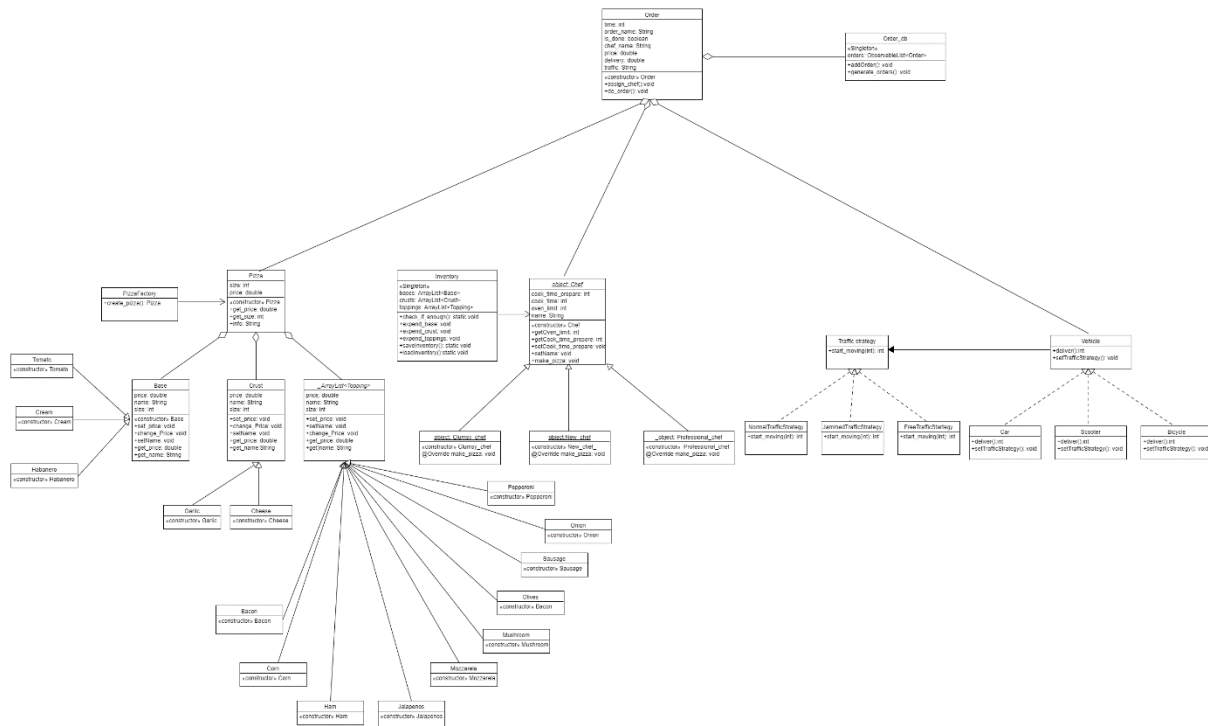 Order
time: int
order_name: String
is_done: boolean
chef_name: String
price: double
delivery: double
traffic: String
«constructor» Order
+assign_chef():void
+do_order(): void
Order_db
«Singleton»
orders: ObservableList<Order>
+addOrder(): void
+generate_orders(): void
Pizza
size: int
price: double
«constructor» Pizza
+get_price: double
+get_size: int
+info: String
PizzaFactory
+create_pizza(): Pizza
Inventory
«Singleton»
bases: ArrayList<Base>
crusts: ArrayList<Crust>
toppings: ArrayList<Topping>
+check_if_enough(): static void
+expend_base: void
+expend_crust: void
+expend_toppings: void
+saveInventory(): static void
+loadInventory():static void
object: Chef
cook_time_prepare: int
cook_time: int
oven_limit: int
name: String
«constructor» Chef
+getOven_limit: int
+getCook_time_prepare: int
+setCook_time_prepare: void
+setName: void
+make_pizza: void
Traffic strategy
+start_moving(int): int
Vehicle
+deliver():int
+setTrafficStrategy(): void
Tomato
«constructor» Tomato
Cream
«constructor» Cream
Habanero
«constructor» Habanero
Base
price: double
name: String
size: int
«constructor» Base
+set_price: void
+change_Price: void
+setName: void
+get_price: double
+get_name: String
Crust
price: double
name: String
size: int
+set_price: void
+change_Price: void
+setName: void
+get_price: double
+get_name:String
_ArrayList<Topping>
price: double
name: String
size: int
+set_price: void
+setName: void
+change_Price: void
+get_price: double
+get(name: String
object: Clumsy_chef
«constructor» Clumsy_chef
@Override make_pizza: void
object:New_chef
«constructor» New_chef_
@Override make_pizza: void
_object: Professional_chef
«constructor» Professional_chef
@Override make_pizza: void
NormalTrafficStrategy
+start_moving(int): int
JammedTrafficStrategy
+start_moving(int): int
FreeTrafficStartegy
+start_moving(int): int
Car
+deliver():int
+setTrafficStrategy(): void
Scooter
+deliver():int
+setTrafficStrategy(): void
Bicycle
+deliver():int
+setTrafficStrategy(): void
Garlic
«constructor» Garlic
Cheese
«constructor» Cheese
Pepperoni
«constructor» Pepperoni
Onion
«constructor» Onion
Sausage
«constructor» Sausage
Olives
«constructor» Bacon
Bacon
«constructor» Bacon
Mushroom
«constructor» Mushroom
Corn
«constructor» Corn
Mozzarela
«constructor» Mozzarela
Ham
«constructor» Ham
Jalapenos
«constructor» Jalapenos